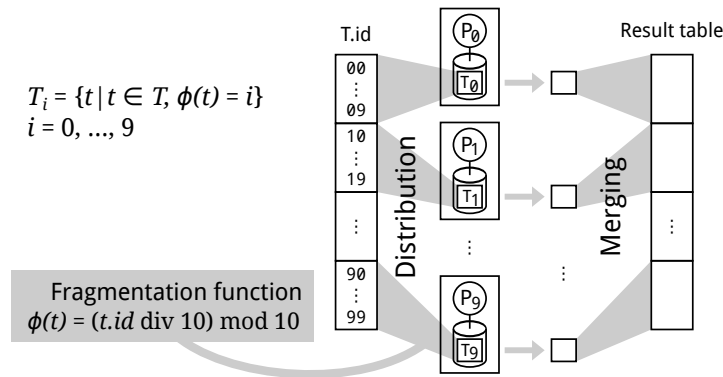 T.id
Result table
Tᵢ = {t | t ∈ T, ϕ(t) = i}
i = 0, ..., 9
00
⋮
09
10
⋮
19
⋮
90
⋮
99
Distribution
P₀
T₀
P₁
T₁
⋮
P₉
T₉
⋮
Merging
⋮
Fragmentation function
ϕ(t) = (t.id div 10) mod 10